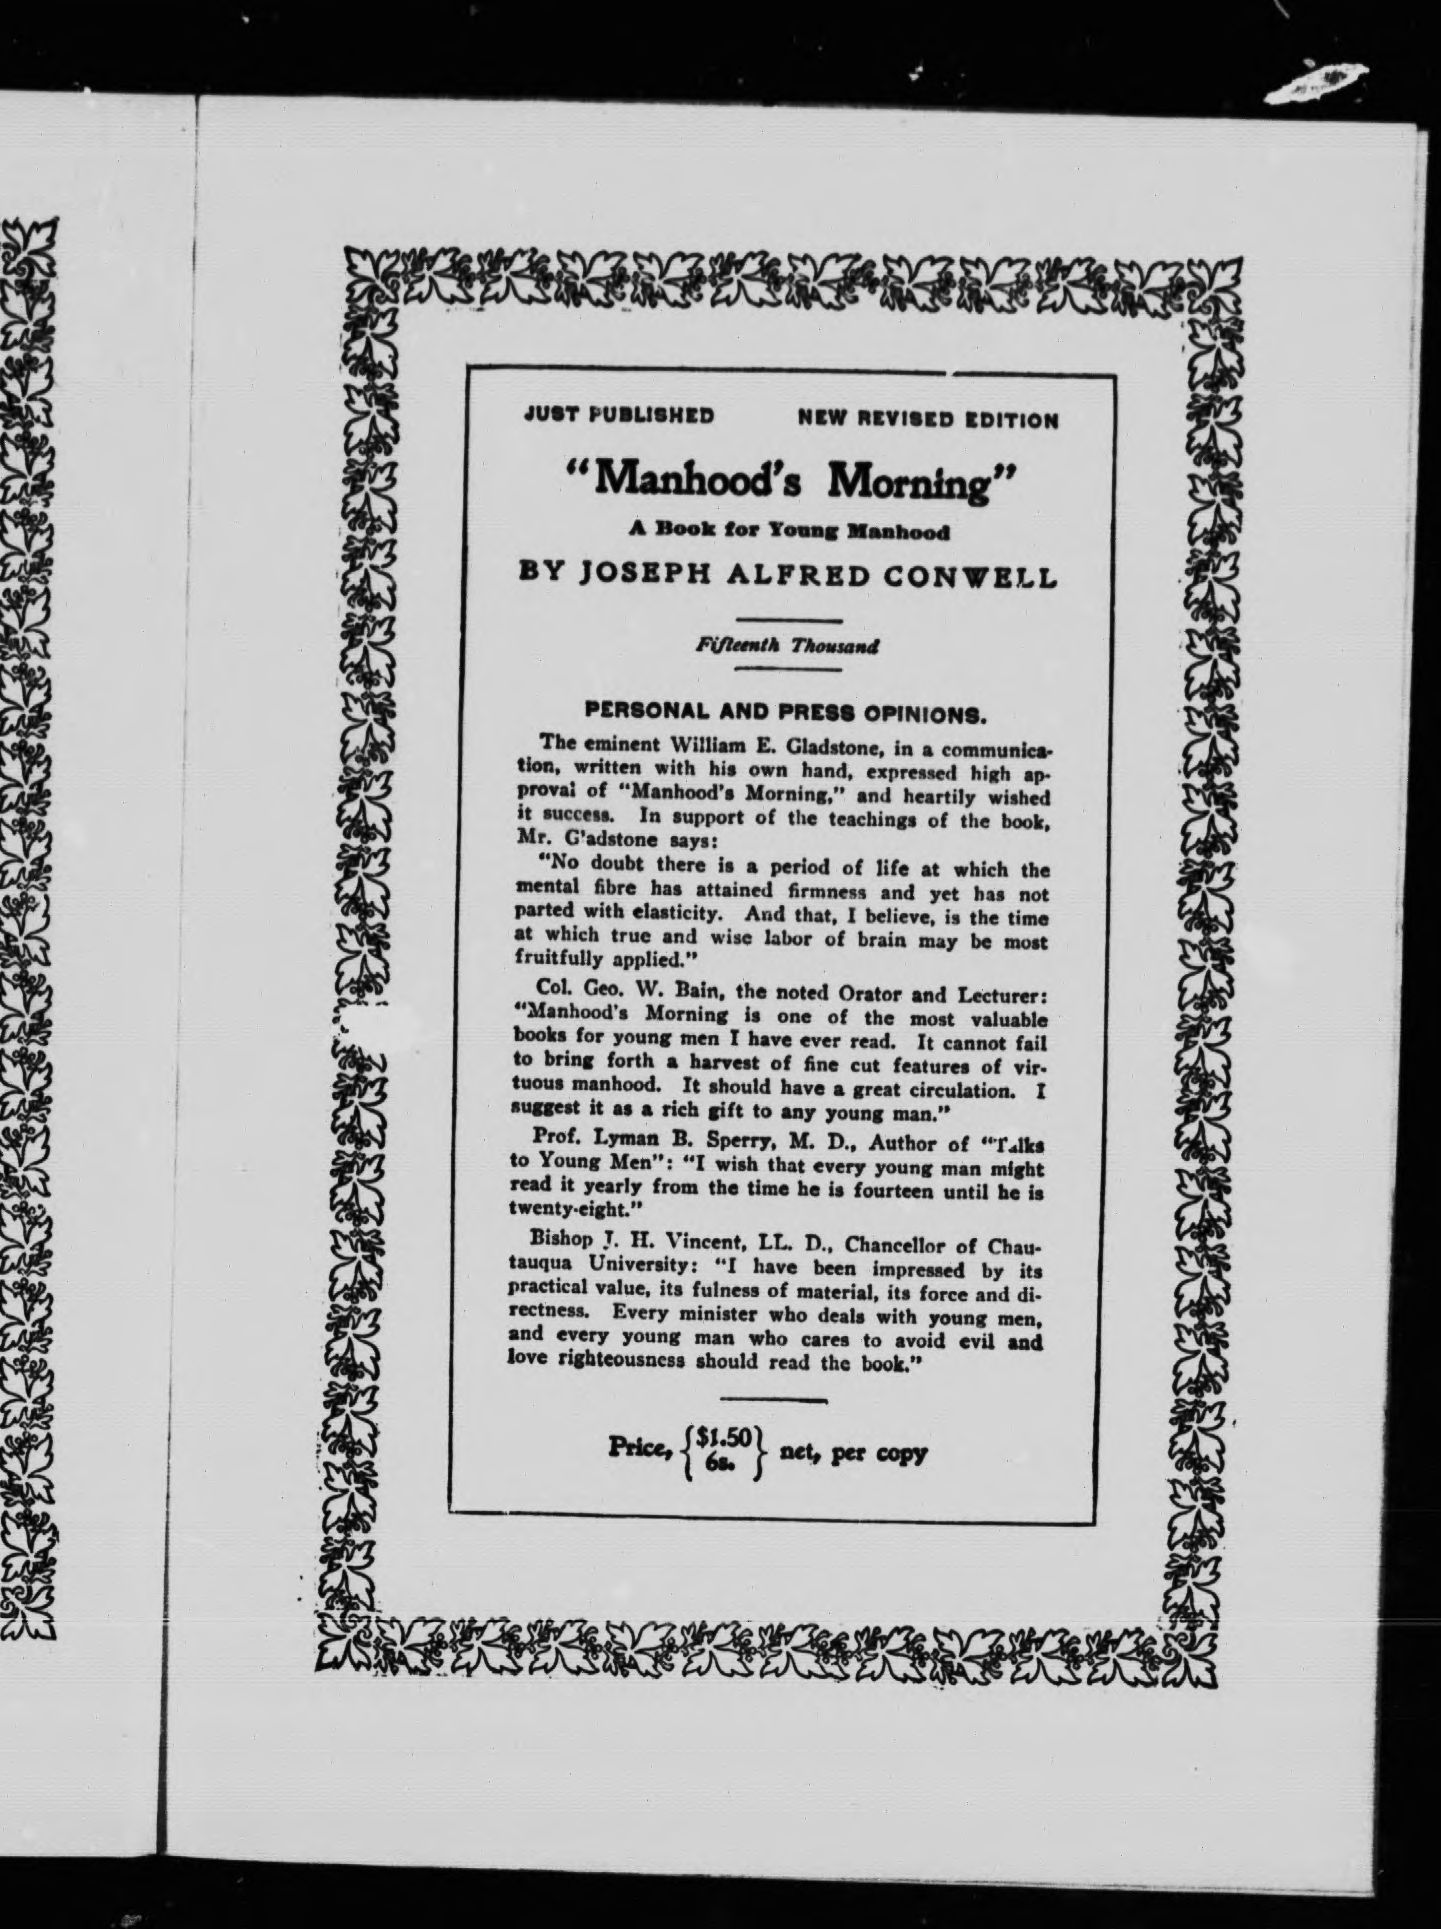 JUST PUBLISHED NEW REVISED EDITION
"Manhood's Morning"
A Book for Young Manhood
BY JOSEPH ALFRED CONWELL
Fifteenth Thousand
PERSONAL AND PRESS OPINIONS.
The eminent William E. Gladstone, in a communica-
tion, written with his own hand, expressed high ap-
proval of "Manhood's Morning," and heartily wished
it success. In support of the teachings of the book,
Mr. G'adstone says:
"No doubt there is a period of life at which the
mental fibre has attained firmness and yet has not
parted with elasticity. And that, I believe, is the time
at which true and wise labor of brain may be most
fruitfully applied."
Col. Geo. W. Bain, the noted Orator and Lecturer:
"Manhood's Morning is one of the most valuable
books for young men I have ever read. It cannot fail
to bring forth a harvest of fine cut features of vir-
tuous manhood. It should have a great circulation. I
suggest it as a rich gift to any young man."
Prof. Lyman B. Sperry, M. D., Author of "Talks
to Young Men": "I wish that every young man might
read it yearly from the time he is fourteen until he is
twenty-eight."
Bishop J. H. Vincent, LL. D., Chancellor of Chau-
tauqua University: "I have been impressed by its
practical value, its fulness of material, its force and di-
rectness. Every minister who deals with young men,
and every young man who cares to avoid evil and
love righteousness should read the book."
Price, {$1.50 6s.} net, per copy